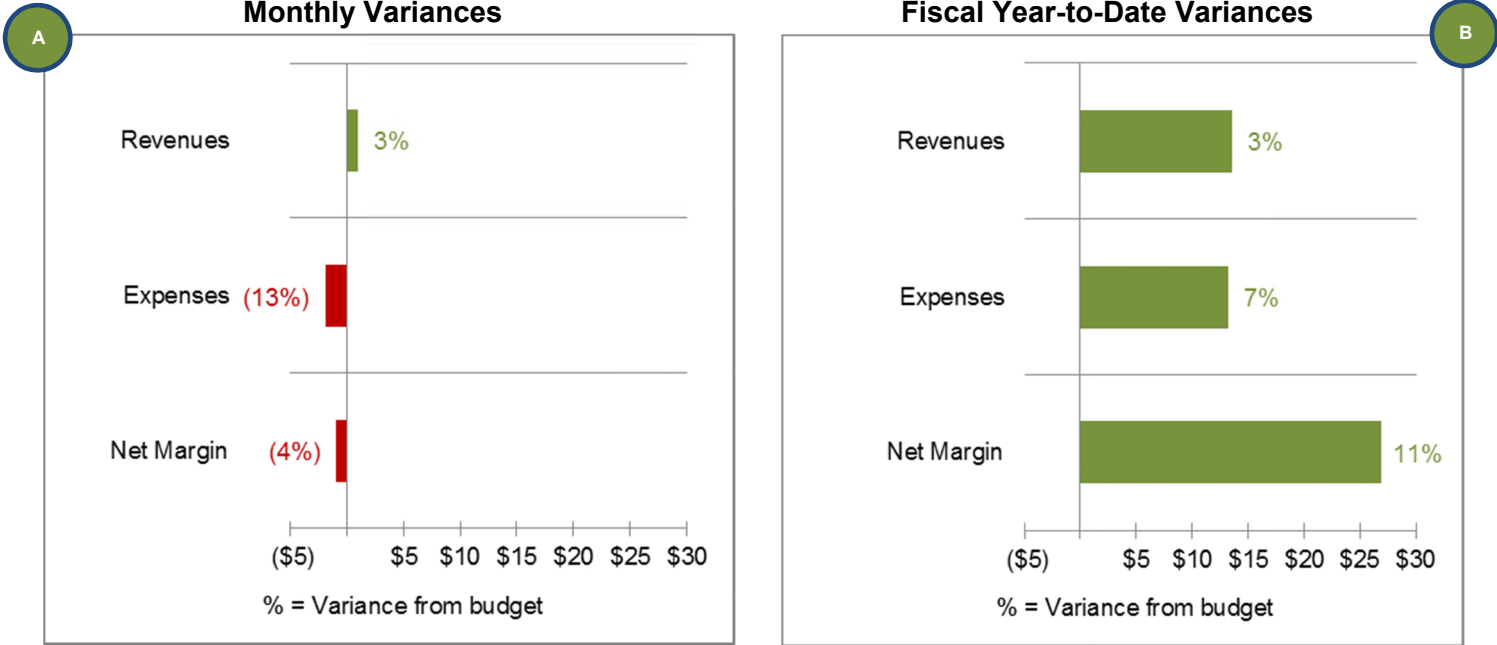 Monthly Variances
A
Revenues 3%
Expenses (13%)
Net Margin (4%)
($5) $5 $10 $15 $20 $25 $30
% = Variance from budget
Fiscal Year-to-Date Variances
B
Revenues 3%
Expenses 7%
Net Margin 11%
($5) $5 $10 $15 $20 $25 $30
% = Variance from budget